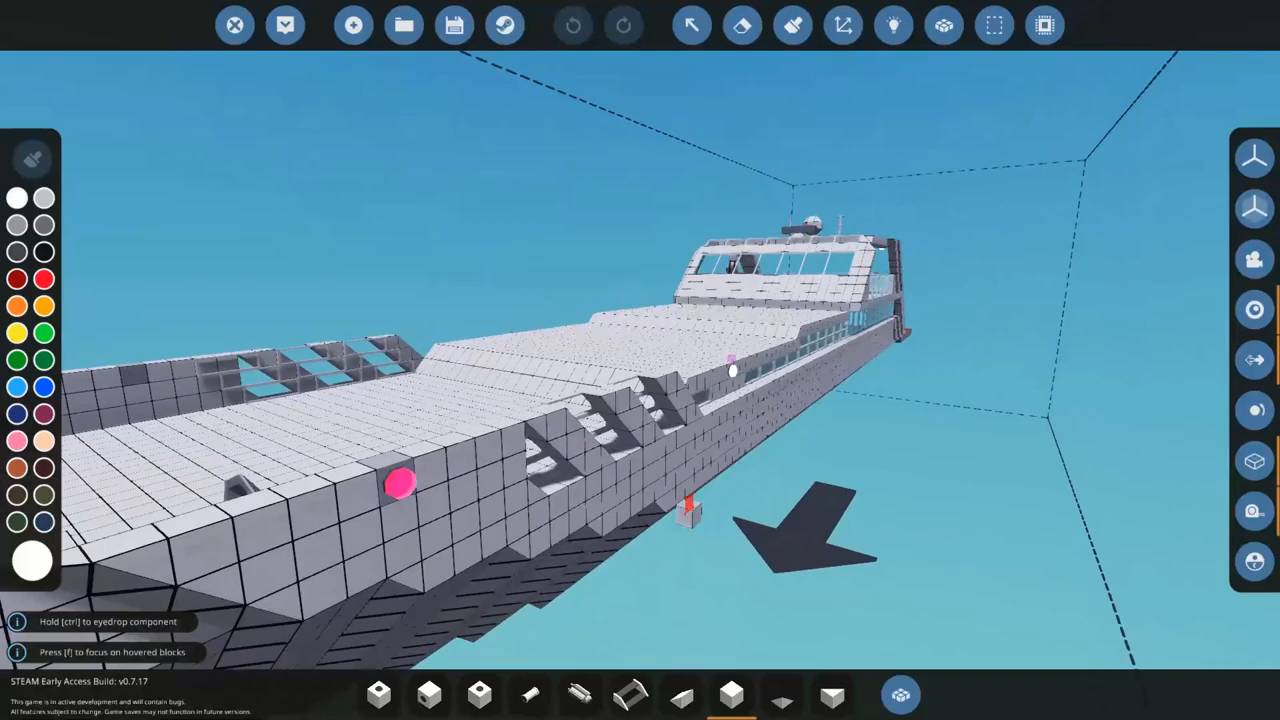 Hold [ctrl] to eyedrop component
Press [f] to focus on hovered blocks
STEAM Early Access Build: v0.7.17
This game is in active development and will contain bugs.
All features subject to change. Game saves may not function in future versions.